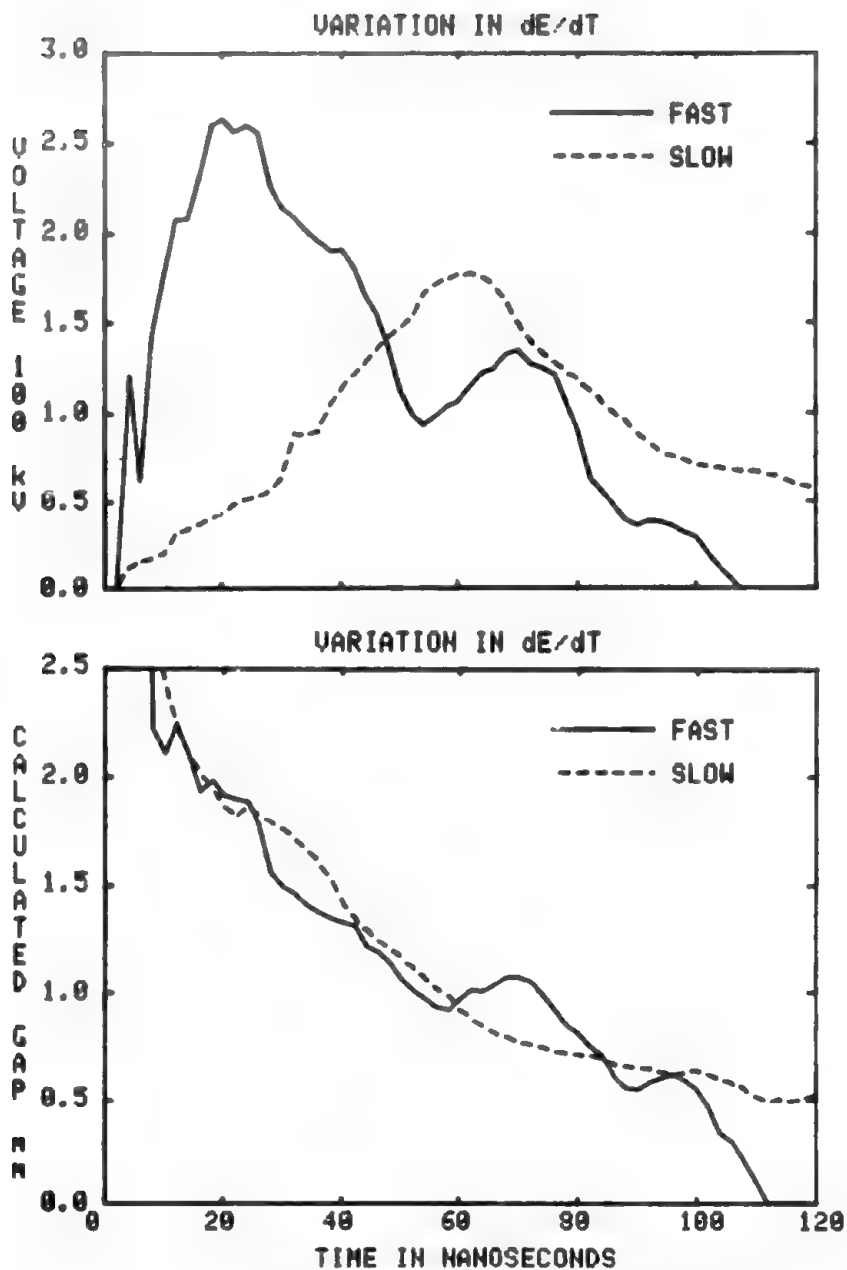 VARIATION IN dE/dT
3.0
2.5
2.0
1.5
1.0
0.5
0.0
VOLTAGE 100 kV
FAST
SLOW
VARIATION IN dE/dT
2.5
2.0
1.5
1.0
0.5
0.0
CALCULATED GAP mm
FAST
SLOW
0 20 40 60 80 100 120
TIME IN NANOSECONDS